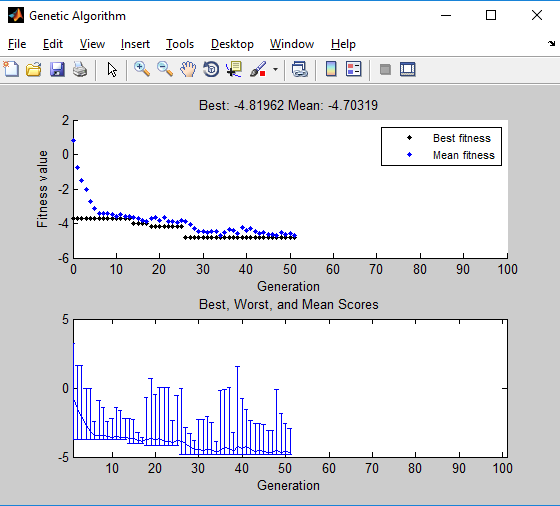 Genetic Algorithm
File Edit View Insert Tools Desktop Window Help
Best: -4.81962 Mean: -4.70319
2
0
-2
-4
-6
Fitness value
Best fitness
Mean fitness
0 10 20 30 40 50 60 70 80 90 100
Generation
Best, Worst, and Mean Scores
5
0
-5
10 20 30 40 50 60 70 80 90 100
Generation